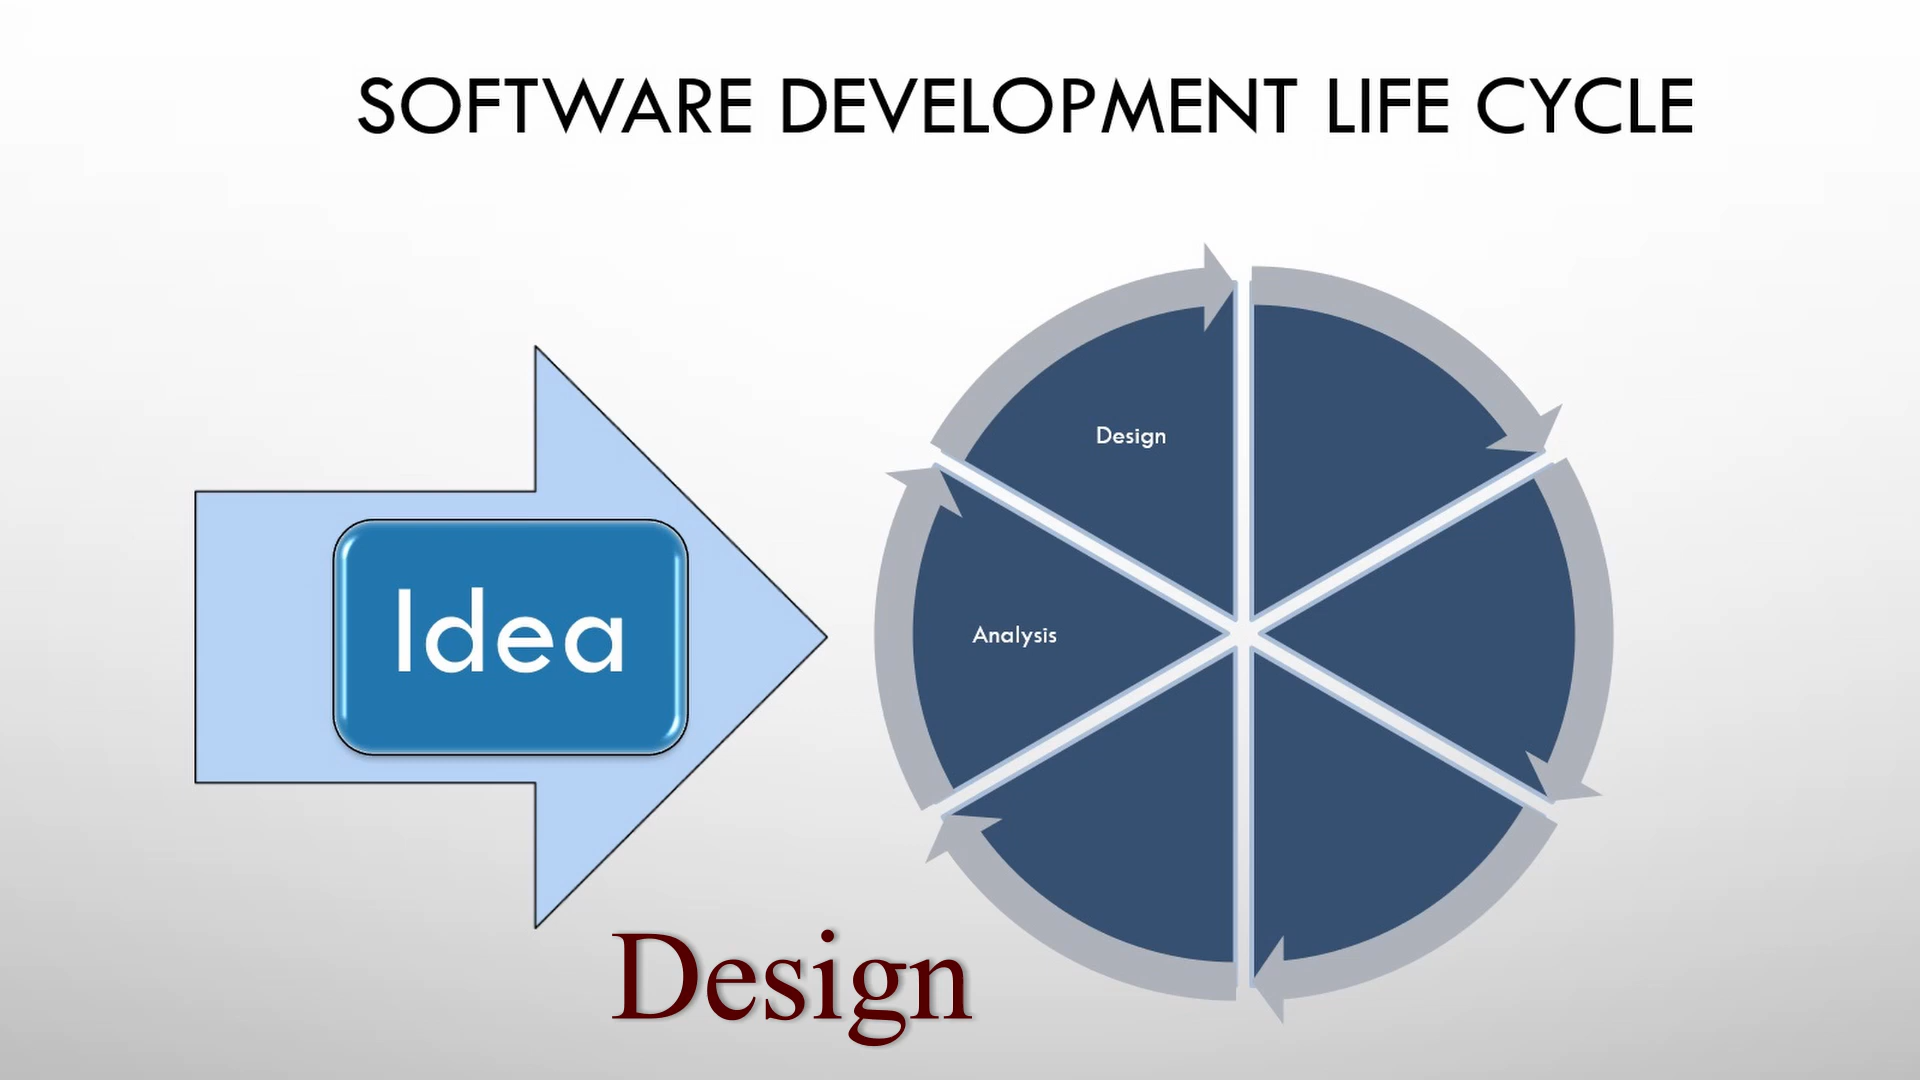 SOFTWARE DEVELOPMENT LIFE CYCLE
Design
Idea
Analysis
Design